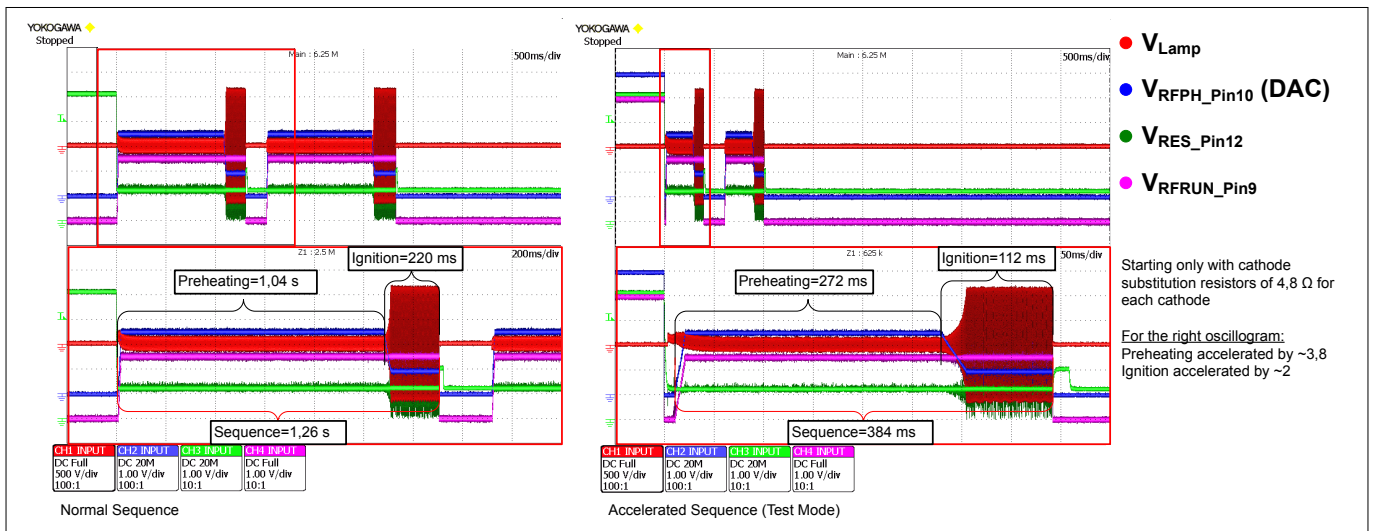 YOKOGAWA
Stopped
Main : 6.25 M
500ms/div
Z1 : 2.5 M
200ms/div
Preheating=1,04 s
Ignition=220 ms
Sequence=1,26 s
CH1 INPUT
DC Full
500 V/div
100:1
CH2 INPUT
DC 20M
1.00 V/div
10:1
CH3 INPUT
DC 20M
1.00 V/div
10:1
CH4 INPUT
DC Full
1.00 V/div
10:1
Normal Sequence
YOKOGAWA
Stopped
Main : 6.25 M
500ms/div
Z1 : 625 k
50ms/div
Preheating=272 ms
Ignition=112 ms
Sequence=384 ms
CH1 INPUT
DC Full
500 V/div
100:1
CH2 INPUT
DC 20M
1.00 V/div
10:1
CH3 INPUT
DC 20M
1.00 V/div
10:1
CH4 INPUT
DC Full
1.00 V/div
10:1
Accelerated Sequence (Test Mode)
VLamp
VRFPH_Pin10 (DAC)
VRES_Pin12
VRFRUN_Pin9
Starting only with cathode
substitution resistors of 4,8 Ω for
each cathode
For the right oscillogram:
Preheating accelerated by ~3,8
Ignition accelerated by ~2